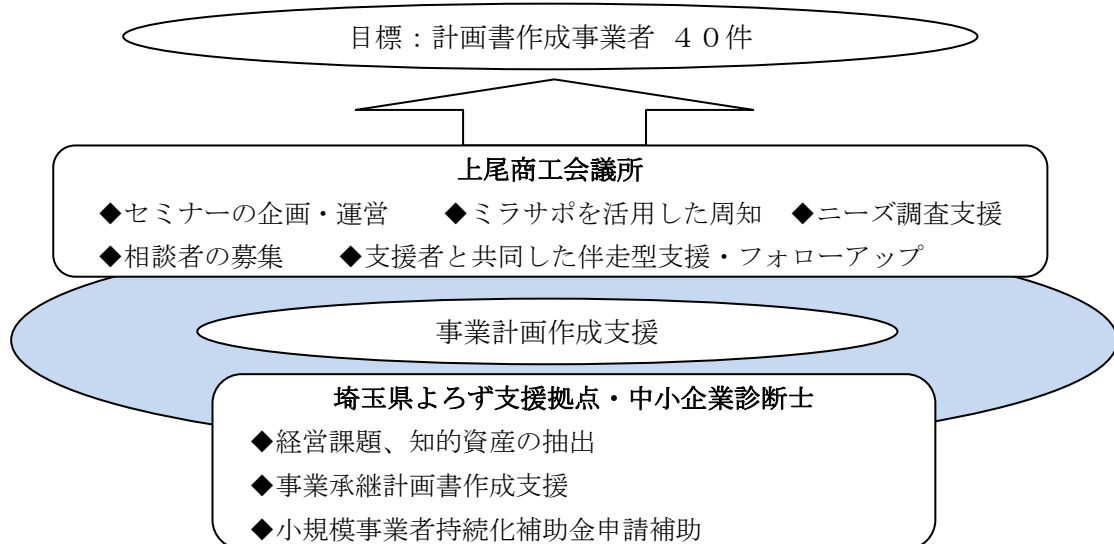 目標：計画書作成事業者 ４０件
上尾商工会議所
◆セミナーの企画・運営 ◆ミラサポを活用した周知 ◆ニーズ調査支援
◆相談者の募集 ◆支援者と共同した伴走型支援・フォローアップ
事業計画作成支援
埼玉県よろず支援拠点・中小企業診断士
◆経営課題、知的資産の抽出
◆事業承継計画書作成支援
◆小規模事業者持続化補助金申請補助